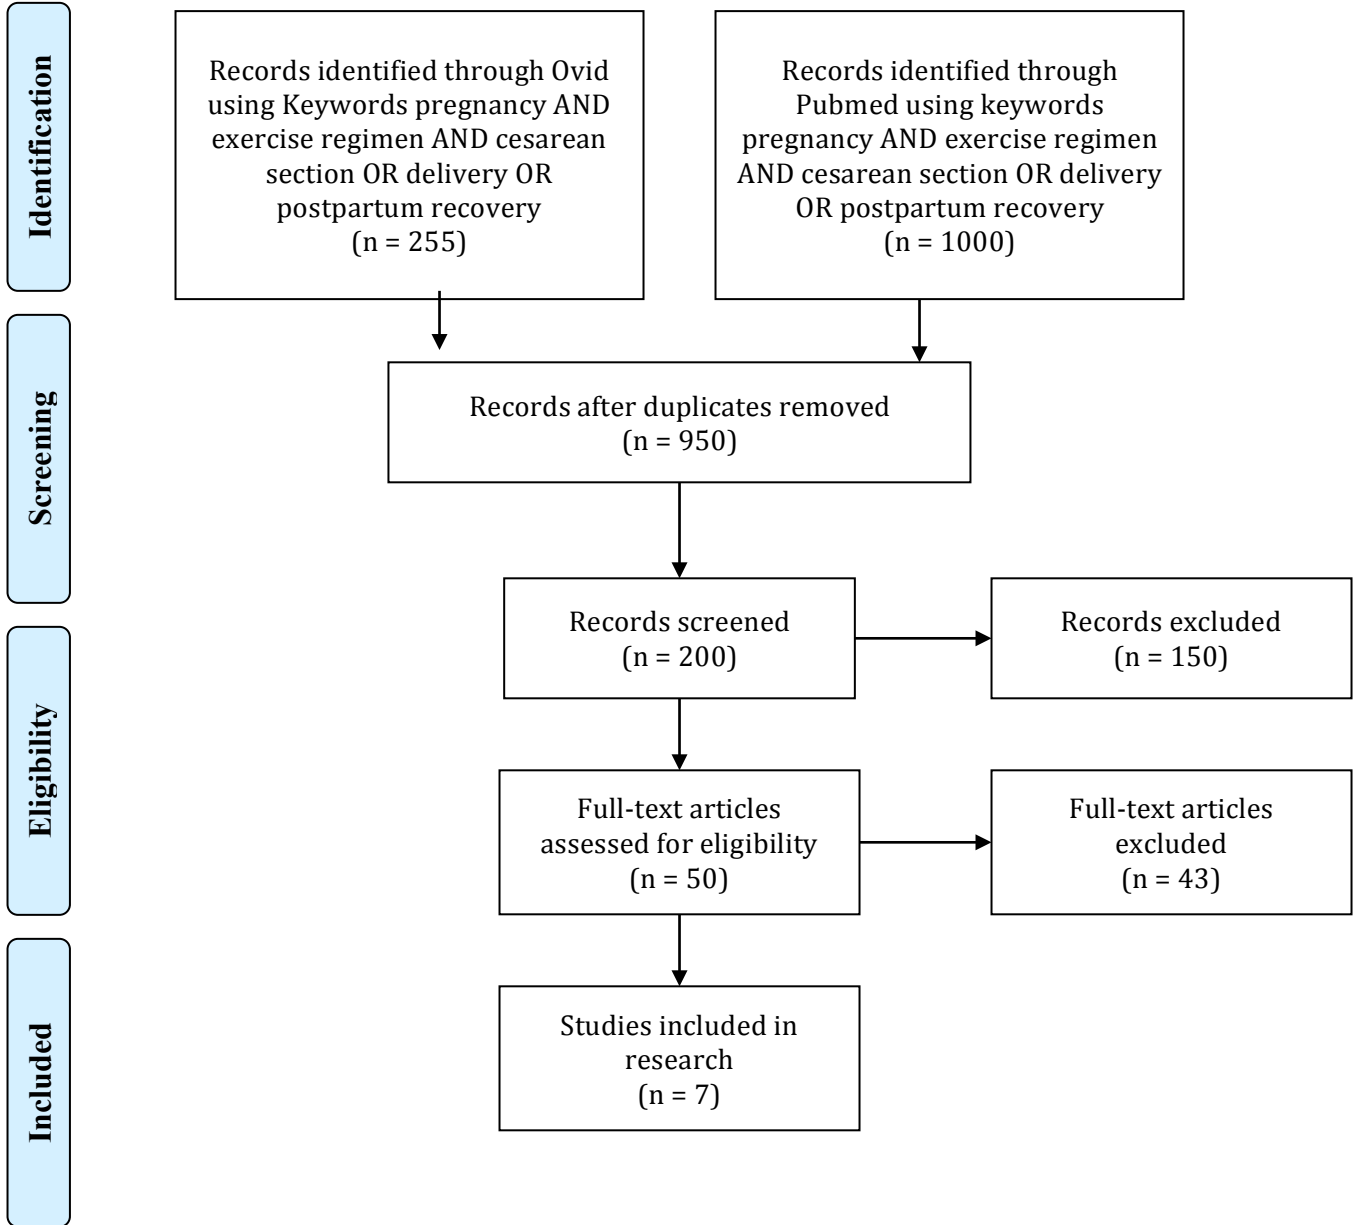 Identification
Records identified through Ovid
using Keywords pregnancy AND
exercise regimen AND cesarean
section OR delivery OR
postpartum recovery
(n = 255)
Records identified through
Pubmed using keywords
pregnancy AND exercise regimen
AND cesarean section OR delivery
OR postpartum recovery
(n = 1000)
Screening
Records after duplicates removed
(n = 950)
Records screened
(n = 200)
Records excluded
(n = 150)
Eligibility
Full-text articles
assessed for eligibility
(n = 50)
Full-text articles
excluded
(n = 43)
Included
Studies included in
research
(n = 7)